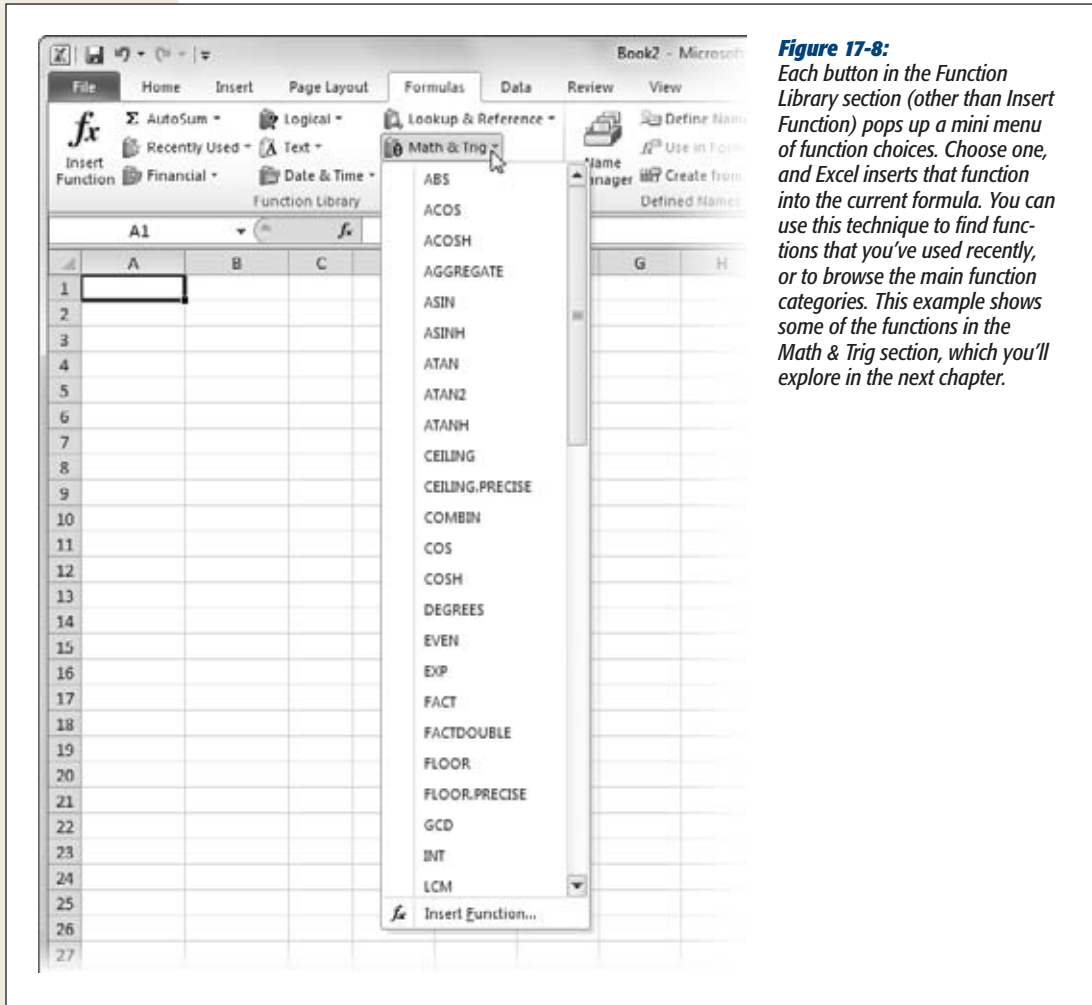 Book2 - Microsoft
File Home Insert Page Layout Formulas Data Review View
Insert Function
Σ AutoSum
Recently Used
Financial
Logical
Text
Date & Time
Lookup & Reference
Math & Trig
Function Library
Name
anager
Define Nam
Use in Form
Create from
Defined Names
A1
fx
A B C G H
1
2
3
4
5
6
7
8
9
10
11
12
13
14
15
16
17
18
19
20
21
22
23
24
25
26
27
ABS
ACOS
ACOSH
AGGREGATE
ASIN
ASINH
ATAN
ATAN2
ATANH
CEILING
CEILING.PRECISE
COMBIN
COS
COSH
DEGREES
EVEN
EXP
FACT
FACTDOUBLE
FLOOR
FLOOR.PRECISE
GCD
INT
LCM
fx Insert Function...
Figure 17-8:
Each button in the Function
Library section (other than Insert
Function) pops up a mini menu
of function choices. Choose one,
and Excel inserts that function
into the current formula. You can
use this technique to find func-
tions that you've used recently,
or to browse the main function
categories. This example shows
some of the functions in the
Math & Trig section, which you'll
explore in the next chapter.